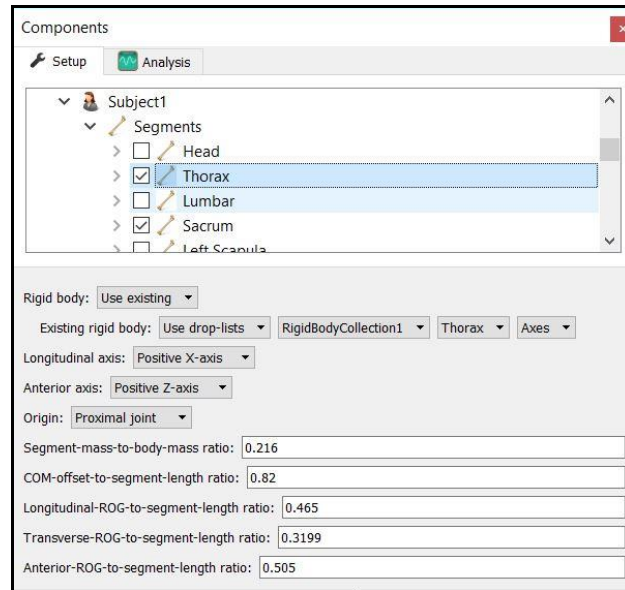 Components
Setup Analysis
Subject1
Segments
Head
Thorax
Lumbar
Sacrum
Left Scapula
Rigid body: Use existing
Existing rigid body: Use drop-lists RigidBodyCollection1 Thorax Axes
Longitudinal axis: Positive X-axis
Anterior axis: Positive Z-axis
Origin: Proximal joint
Segment-mass-to-body-mass ratio: 0.216
COM-offset-to-segment-length ratio: 0.82
Longitudinal-ROG-to-segment-length ratio: 0.465
Transverse-ROG-to-segment-length ratio: 0.3199
Anterior-ROG-to-segment-length ratio: 0.505